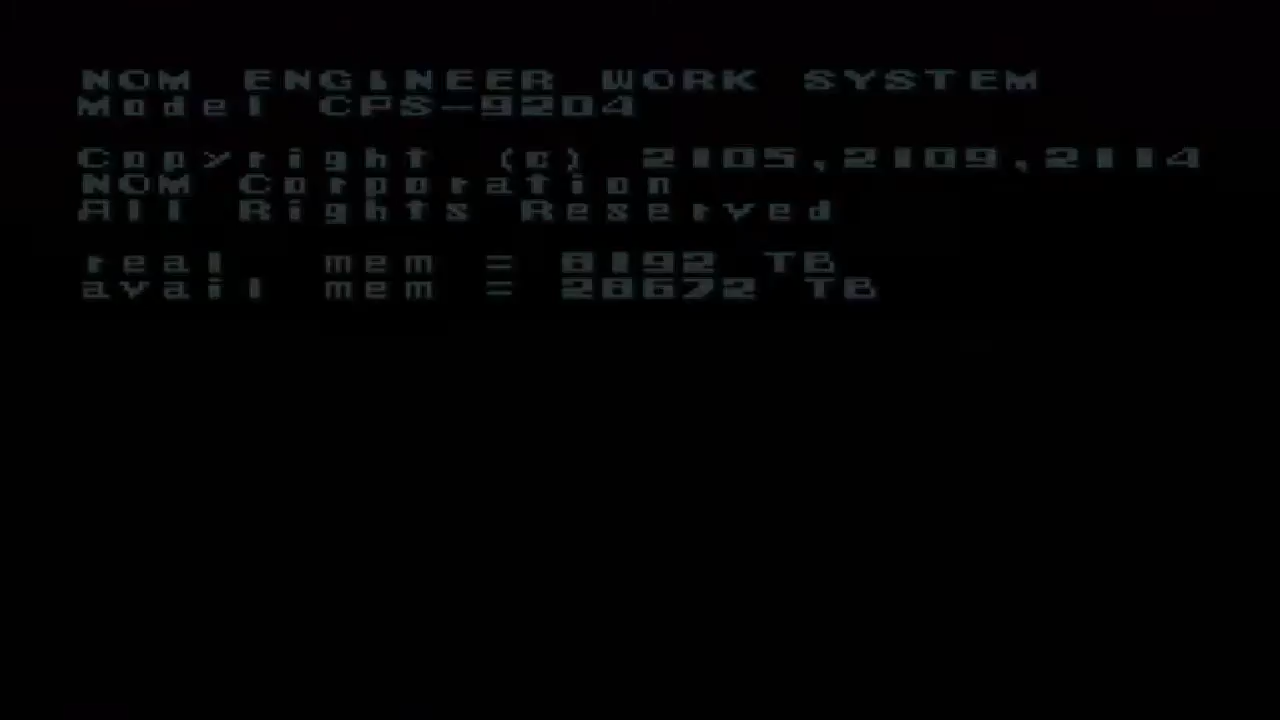 NOM ENGINEER WORK SYSTEM
Model CPS-9204
Copyright (c) 2105,2109,2114
NOM Corporation
All Rights Reserved
real mem = 8192 TB
avail mem = 28672 TB